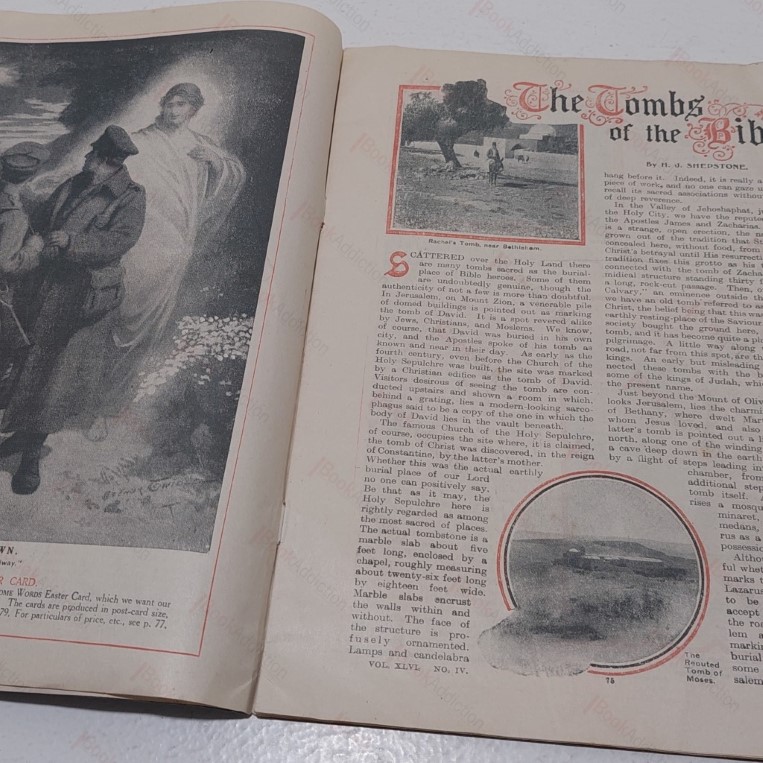 WN.
way."
R CARD.
OME WORDS Easter Card, which we want our
The cards are produced in post-card size,
79. For particulars of price, etc., see p. 77.
The Tombs
of the Bib
By H. J. SHEPSTONE.
Rachel's Tomb, near Bethlehem.
SCATTERED over the Holy Land there
are many tombs sacred as the burial-
place of Bible heroes. Some of them
are undoubtedly genuine, though the
authenticity of not a few is more than doubtful.
In Jerusalem, on Mount Zion, a venerable pile
of domed buildings is pointed out as marking
the tomb of David. It is a spot revered alike
by Jews, Christians, and Moslems. We know,
of course, that David was buried in his own
city, and the Apostles spoke of his tomb as
known and near in their day. As early as the
fourth century, even before the Church of the
Holy Sepulchre was built, the site was marked
by a Christian edifice as the tomb of David.
Visitors desirous of seeing the tomb are con-
ducted upstairs and shown a room in which,
behind a grating, lies a modern-looking sarco-
phagus said to be a copy of the one in which the
body of David lies in the vault beneath.
The famous Church of the Holy Sepulchre,
of course, occupies the site where, it is claimed,
the tomb of Christ was discovered, in the reign
of Constantine, by the latter's mother.
Whether this was the actual earthly
burial place of our Lord
no one can positively say.
Be that as it may, the
Holy Sepulchre here is
rightly regarded as among
the most sacred of places.
The actual tombstone is a
marble slab about five
feet long, enclosed by a
chapel, roughly measuring
about twenty-six feet long
by eighteen feet wide.
Marble slabs encrust
the walls within and
without. The face of
the structure is pro-
fusely ornamented.
Lamps and candelabra
VOL. XLVI. NO. IV.
hang before it. Indeed, it is really a
piece of work, and no one can gaze u
recall its sacred associations withou
of deep reverence.
In the Valley of Jehoshaphat, j
the Holy City, we have the repute
the Apostles James and Zacharias.
is a strange, open erection, the
grown out of the tradition that St
concealed here, without food, from
Christ's betrayal until His resurrect
tradition fixes this grotto as his
connected with the tomb of Zacha
midical structure standing thirty f
a long, rock-cut passage. Then, o
Calvary," an eminence outside th
we have an old tomb referred to as
Christ, the belief being that this wa
earthly resting-place of the Saviour
society bought the ground here,
tomb, and it has become quite a pl
pilgrimage. A little way along
road, not far from this spot, are th
kings. An early but misleading
nected these tombs with the b
some of the kings of Judah, whic
the present name.
Just beyond the Mount of Oliv
looks Jerusalem, lies the charmi
of Bethany, where dwelt Mar
whom Jesus loved, and also
latter's tomb is pointed out a li
north, along one of the winding
a cave deep down in the earth
by a flight of steps leading in
chamber, from
additional step
tomb itself.
rises a mosqu
minaret,
medans,
rus as a
possessio
Althou
ful whet
marks t
Lazarus
to be
accept
the roc
lem a
markin
burial
some
salem
The
Reputed
Tomb of
Moses.
75